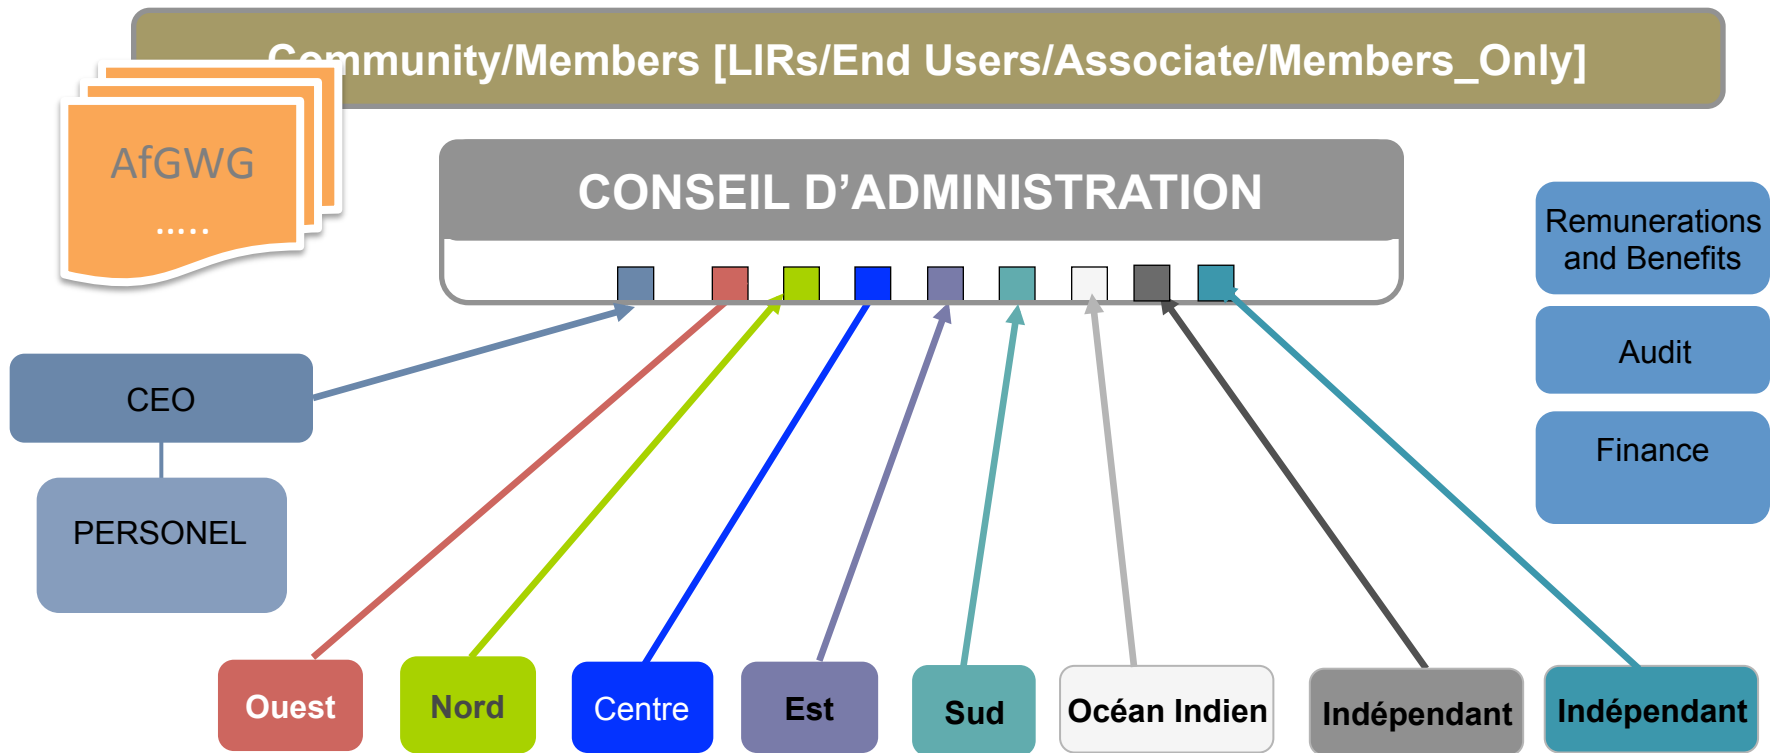 Community/Members [LIRs/End Users/Associate/Members_Only]
AfGWG
.....
CONSEIL D’ADMINISTRATION
Remunerations
and Benefits
Audit
Finance
CEO
PERSONEL
Ouest
Nord
Centre
Est
Sud
Océan Indien
Indépendant
Indépendant